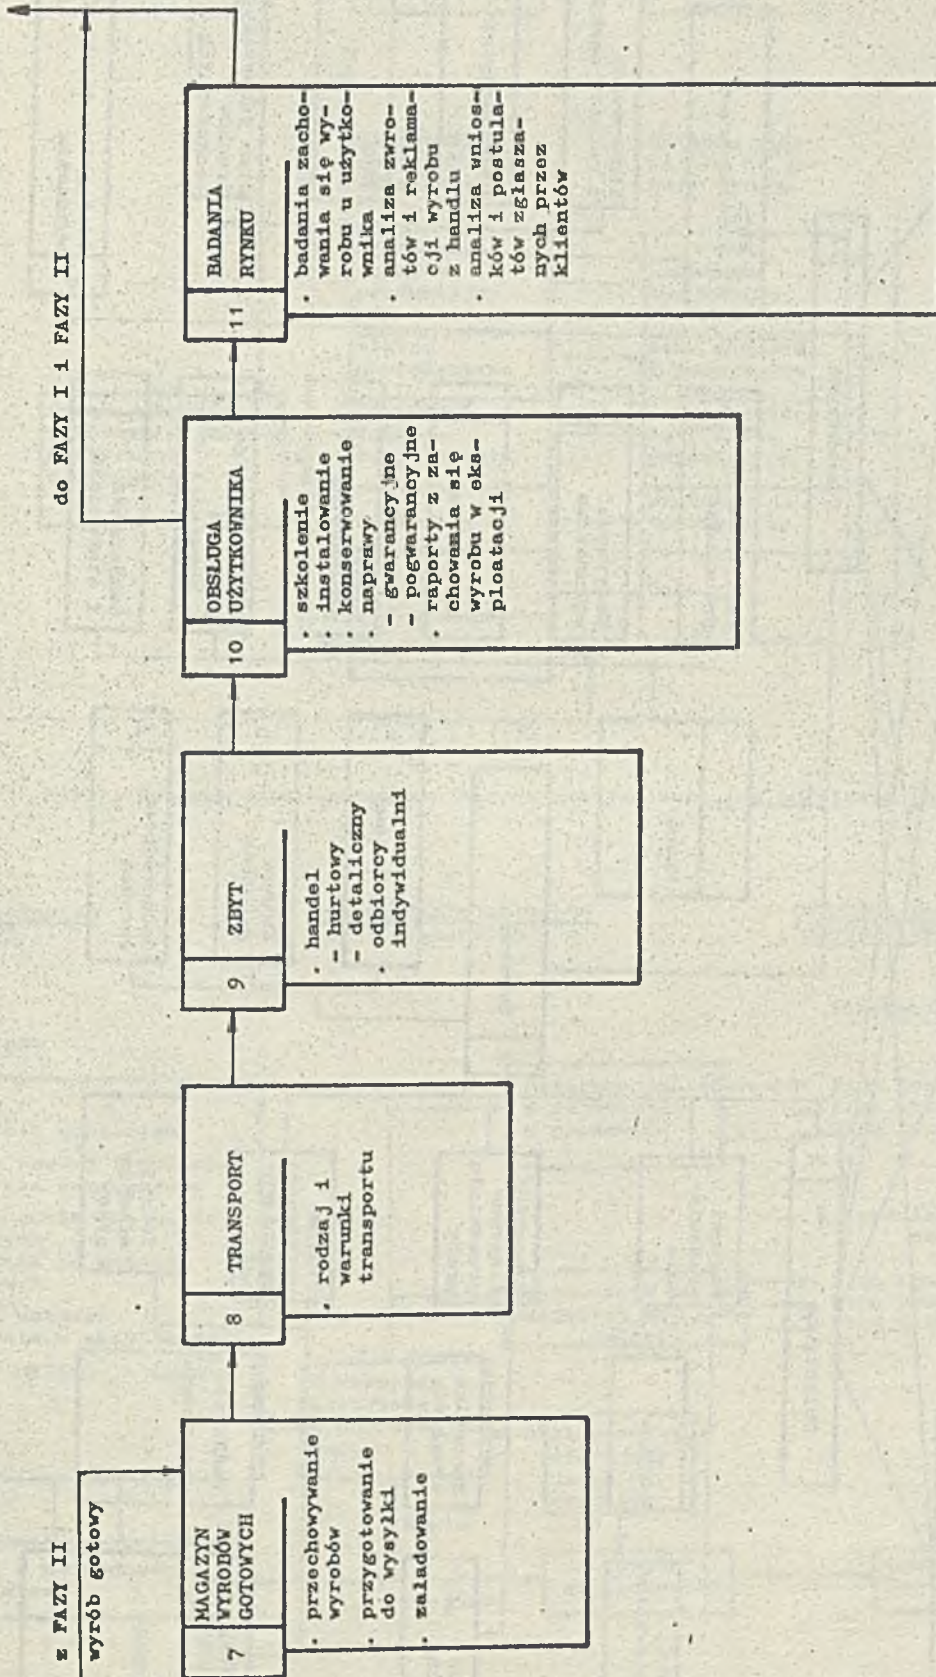 z FAZY II
wyrób gotowy
do FAZY I i FAZY II
7
MAGAZYN
WYROBÓW
GOTOWYCH
. przechowywanie
wyrobów
. przygotowanie
do wysyłki
. załadowanie
8
TRANSPORT
. rodzaj i
warunki
transportu
9
ZBYT
. handel
- hurtowy
- detaliczny
. odbiorcy
indywidualni
10
OBSŁUGA
UŻYTKOWNIKA
. szkolenie
. instalowanie
. konserwowanie
. naprawy
- gwarancyjne
- pogwarancyjne
. raporty z za-
chowania się
wyrobu w eks-
ploatacji
11
BADANIA
RYNKU
. badania zacho-
wania się wy-
robu u użytko-
wnika
. analiza zwro-
tów i reklama-
cji wyrobu
z handlu
. analiza wnios-
ków i postula-
tów zgłasza-
nych przez
klientów